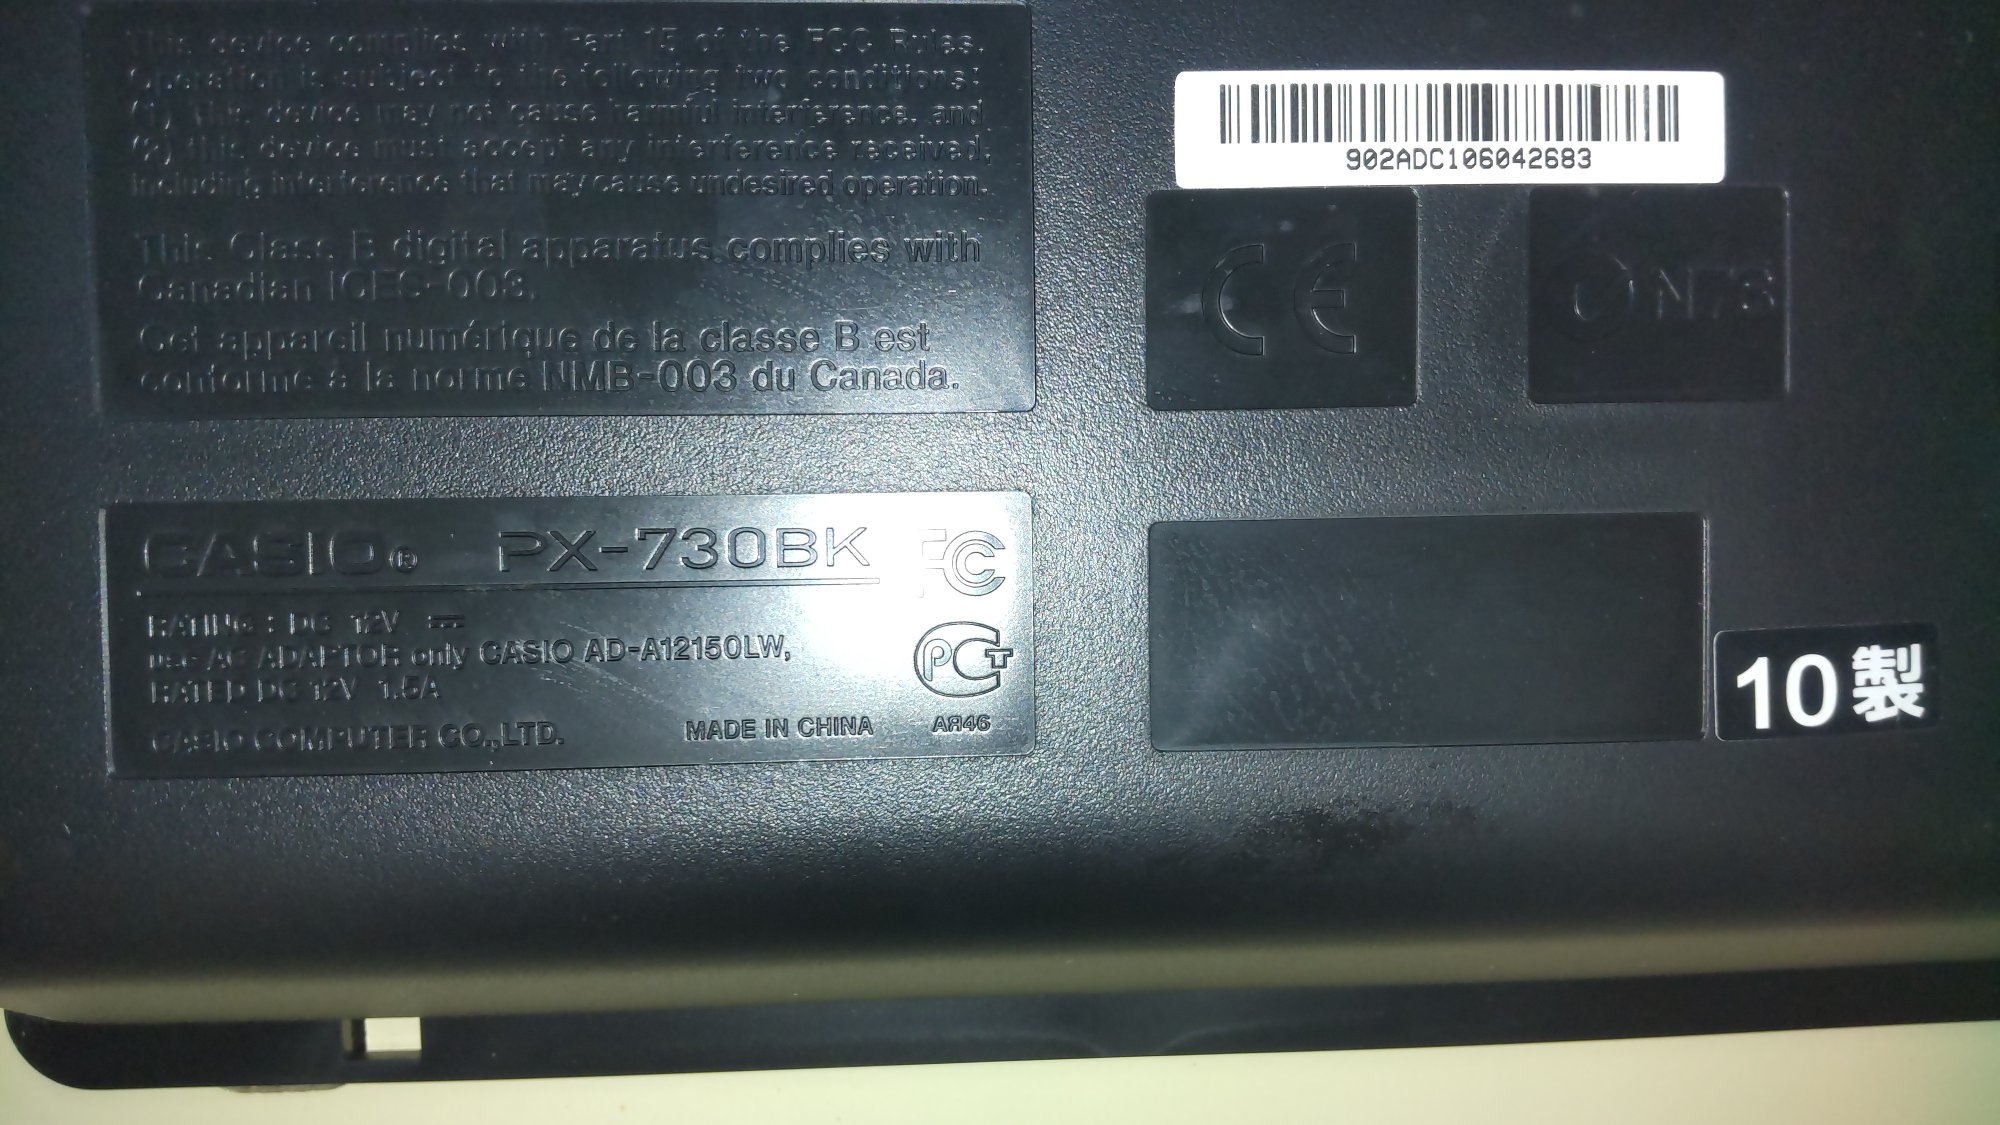 This device complies with Part 15 of the FCC Rules.
Operation is subject to the following two conditions:
(1) This device may not cause harmful interference, and
(2) this device must accept any interference received,
including interference that may cause undesired operation.
This Class B digital apparatus complies with
Canadian ICES-003.
Cet appareil numérique de la classe B est
conforme à la norme NMB-003 du Canada.
902ADC106042683
CE
N73
CASIO® PX-730BK FC
RATING : DC 12V
use AC ADAPTOR only CASIO AD-A12150LW,
RATED DC 12V 1.5A
CASIO COMPUTER CO.,LTD. MADE IN CHINA
РСТ
АЯ46
10製